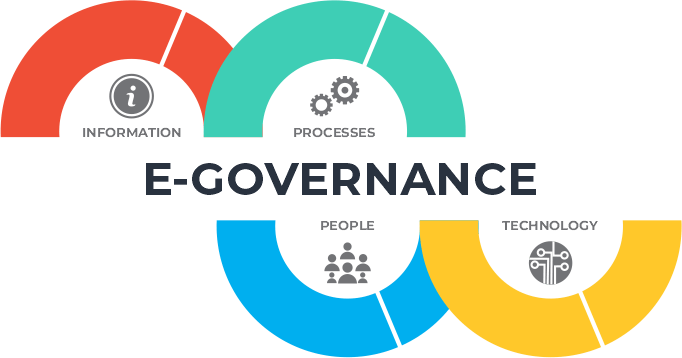 INFORMATION
PROCESSES
E-GOVERNANCE
PEOPLE
TECHNOLOGY